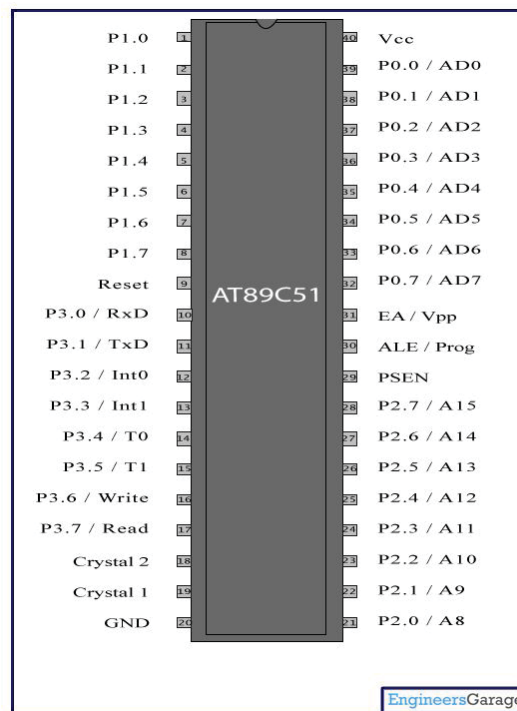 P1.0 1 40 Vcc
P1.1 2 39 P0.0 / AD0
P1.2 3 38 P0.1 / AD1
P1.3 4 37 P0.2 / AD2
P1.4 5 36 P0.3 / AD3
P1.5 6 35 P0.4 / AD4
P1.6 7 34 P0.5 / AD5
P1.7 8 33 P0.6 / AD6
Reset 9 32 P0.7 / AD7
AT89C51
P3.0 / RxD 10 31 EA / Vpp
P3.1 / TxD 11 30 ALE / Prog
P3.2 / Int0 12 29 PSEN
P3.3 / Int1 13 28 P2.7 / A15
P3.4 / T0 14 27 P2.6 / A14
P3.5 / T1 15 26 P2.5 / A13
P3.6 / Write 16 25 P2.4 / A12
P3.7 / Read 17 24 P2.3 / A11
Crystal 2 18 23 P2.2 / A10
Crystal 1 19 22 P2.1 / A9
GND 20 21 P2.0 / A8
EngineersGarage